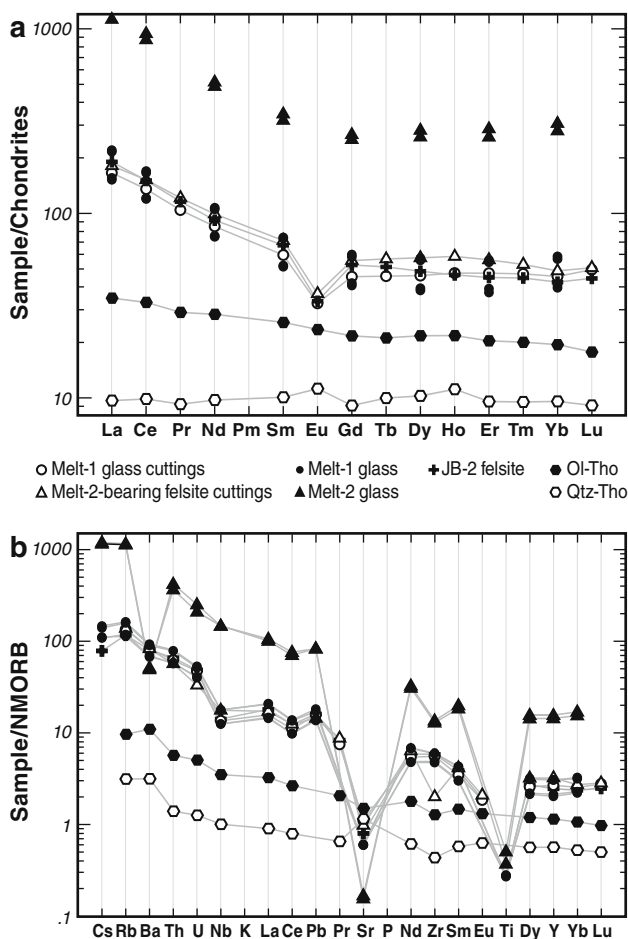 a
1000
100
10
Sample/Chondrites
La Ce Pr Nd Pm Sm Eu Gd Tb Dy Ho Er Tm Yb Lu
Melt-1 glass cuttings Melt-1 glass JB-2 felsite Ol-Tho
Melt-2-bearing felsite cuttings Melt-2 glass Qtz-Tho
b
1000
100
10
1
.1
Sample/NMORB
Cs Rb Ba Th U Nb K La Ce Pb Pr Sr P Nd Zr Sm Eu Ti Dy Y Yb Lu